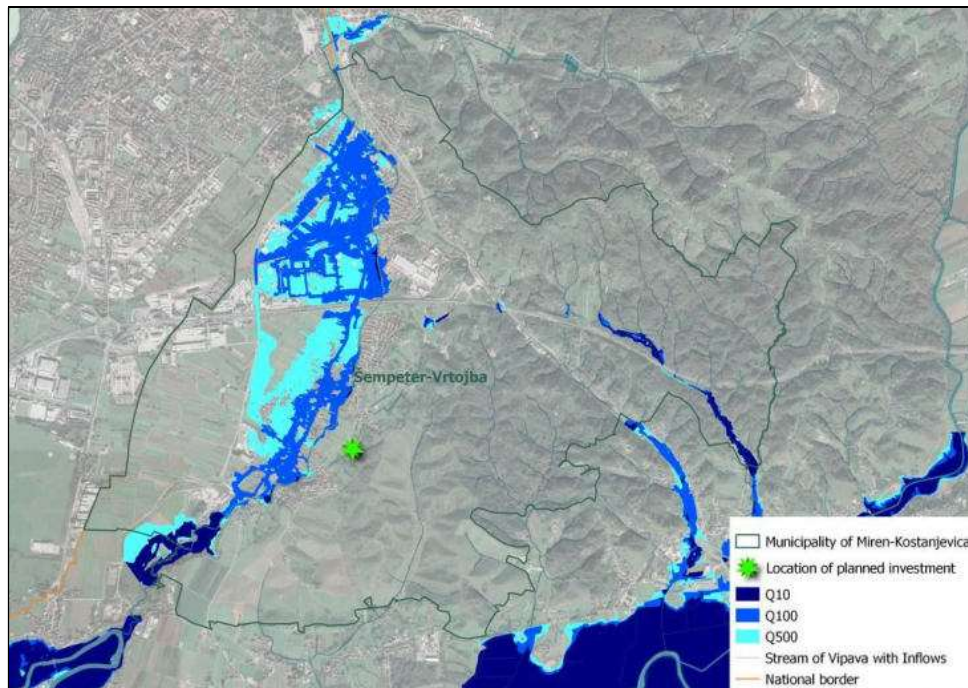 Šempeter-Vrtojba
Municipality of Miren-Kostanjevica
Location of planned investment
Q10
Q100
Q500
Stream of Vipava with Inflows
National border